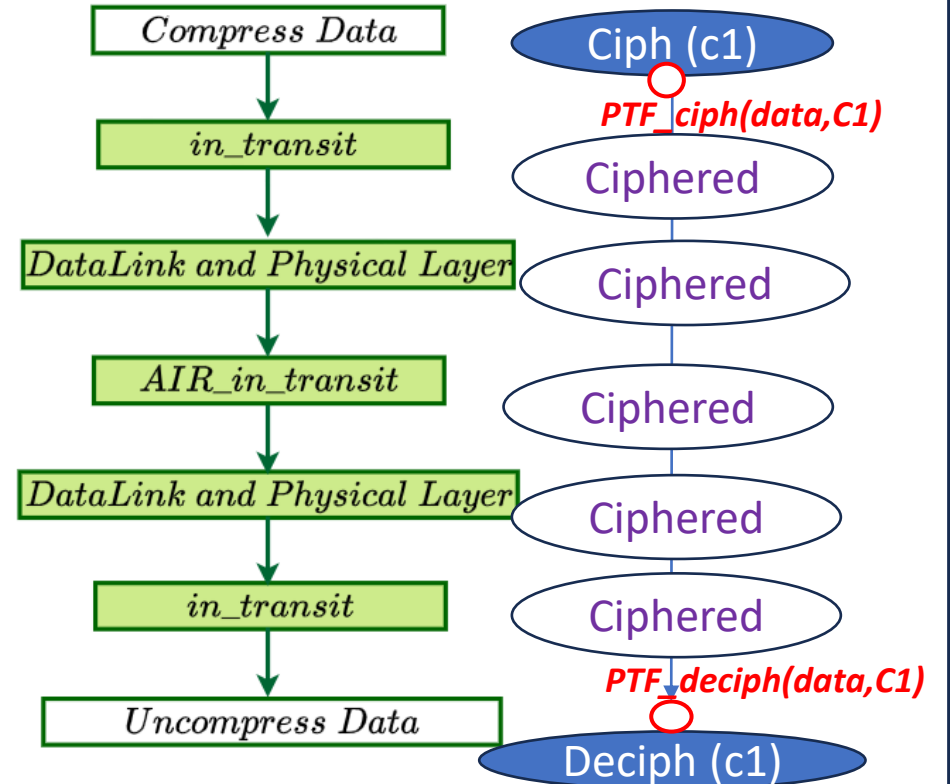 Compress Data
in_transit
DataLink and Physical Layer
AIR_in_transit
DataLink and Physical Layer
in_transit
Uncompress Data
Ciph (c1)
PTF_ciph(data,C1)
Ciphered
Ciphered
Ciphered
Ciphered
Ciphered
PTF_deciph(data,C1)
Deciph (c1)